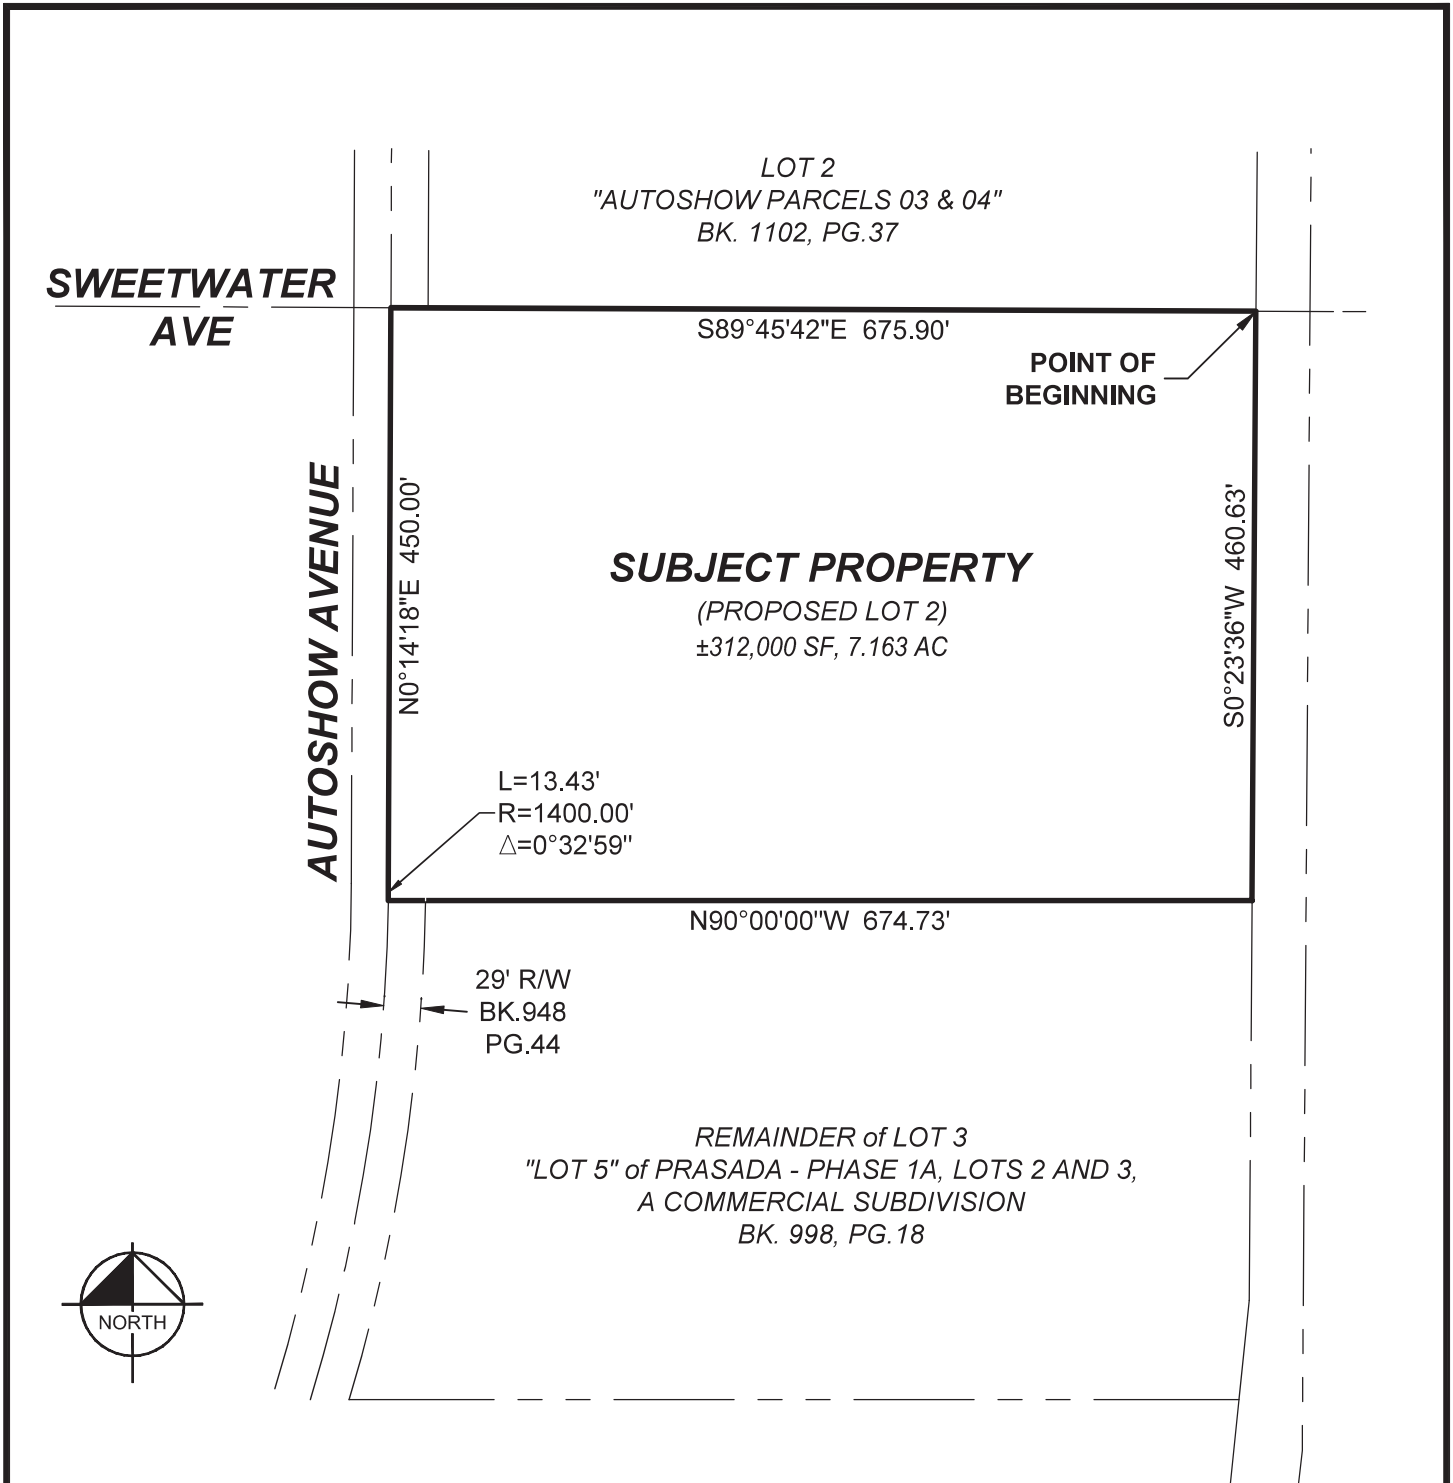 LOT 2
"AUTOSHOW PARCELS 03 & 04"
BK. 1102, PG.37
SWEETWATER
AVE
S89°45'42"E 675.90'
POINT OF
BEGINNING
AUTOSHOW AVENUE
N0°14'18"E 450.00'
SUBJECT PROPERTY
(PROPOSED LOT 2)
±312,000 SF, 7.163 AC
S0°23'36"W 460.63'
L=13.43'
R=1400.00'
△=0°32'59"
N90°00'00"W 674.73'
29' R/W
BK.948
PG.44
REMAINDER of LOT 3
"LOT 5" of PRASADA - PHASE 1A, LOTS 2 AND 3,
A COMMERCIAL SUBDIVISION
BK. 998, PG.18
NORTH